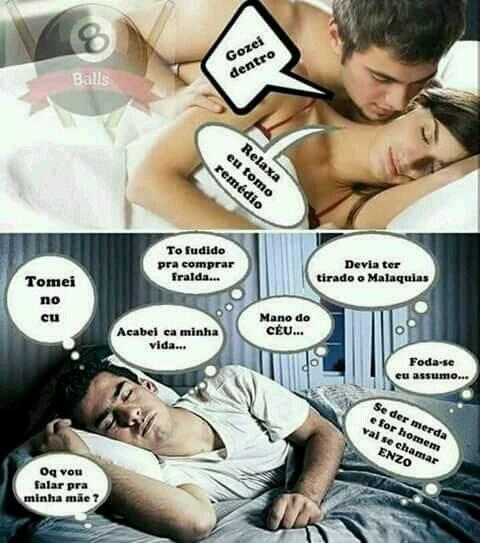 8
Balls
Gozei
dentro
Relaxa
eu tomo
remédio
To fudido
pra comprar
fralda...
Devia ter
tirado o Malaquias
Tomei
no
cu
Acabei ca minha
vida...
Mano do
CÉU...
Foda-se
eu assumo...
Se der merda
e for homem
vai se chamar
ENZO
Oq vou
falar pra
minha mãe ?